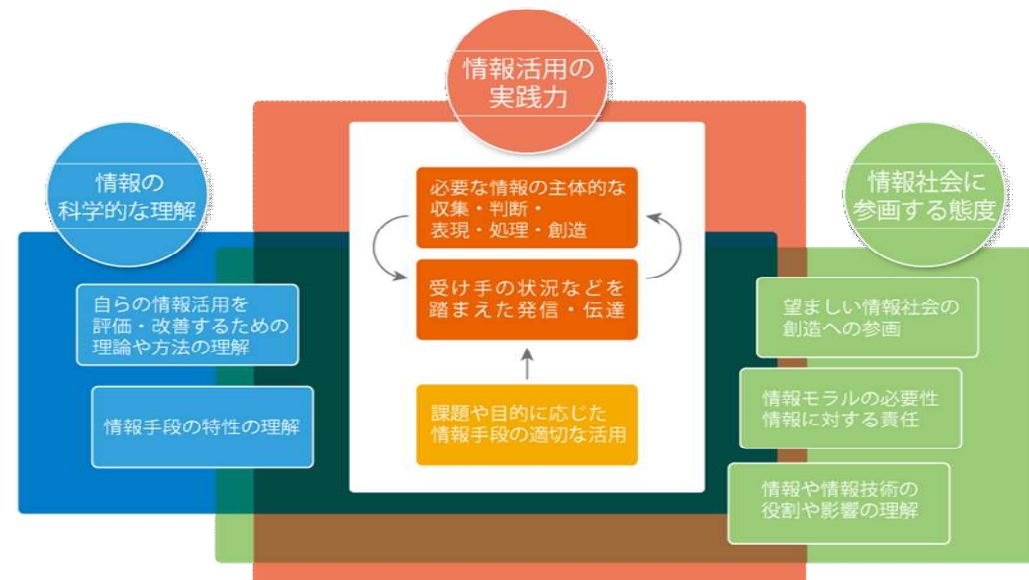 情報活用の
実践力
情報の
科学的な理解
情報社会に
参画する態度
必要な情報の主体的な
収集・判断・
表現・処理・創造
受け手の状況などを
踏まえた発信・伝達
課題や目的に応じた
情報手段の適切な活用
自らの情報活用を
評価・改善するための
理論や方法の理解
情報手段の特性の理解
望ましい情報社会の
創造への参画
情報モラルの必要性
情報に対する責任
情報や情報技術の
役割や影響の理解